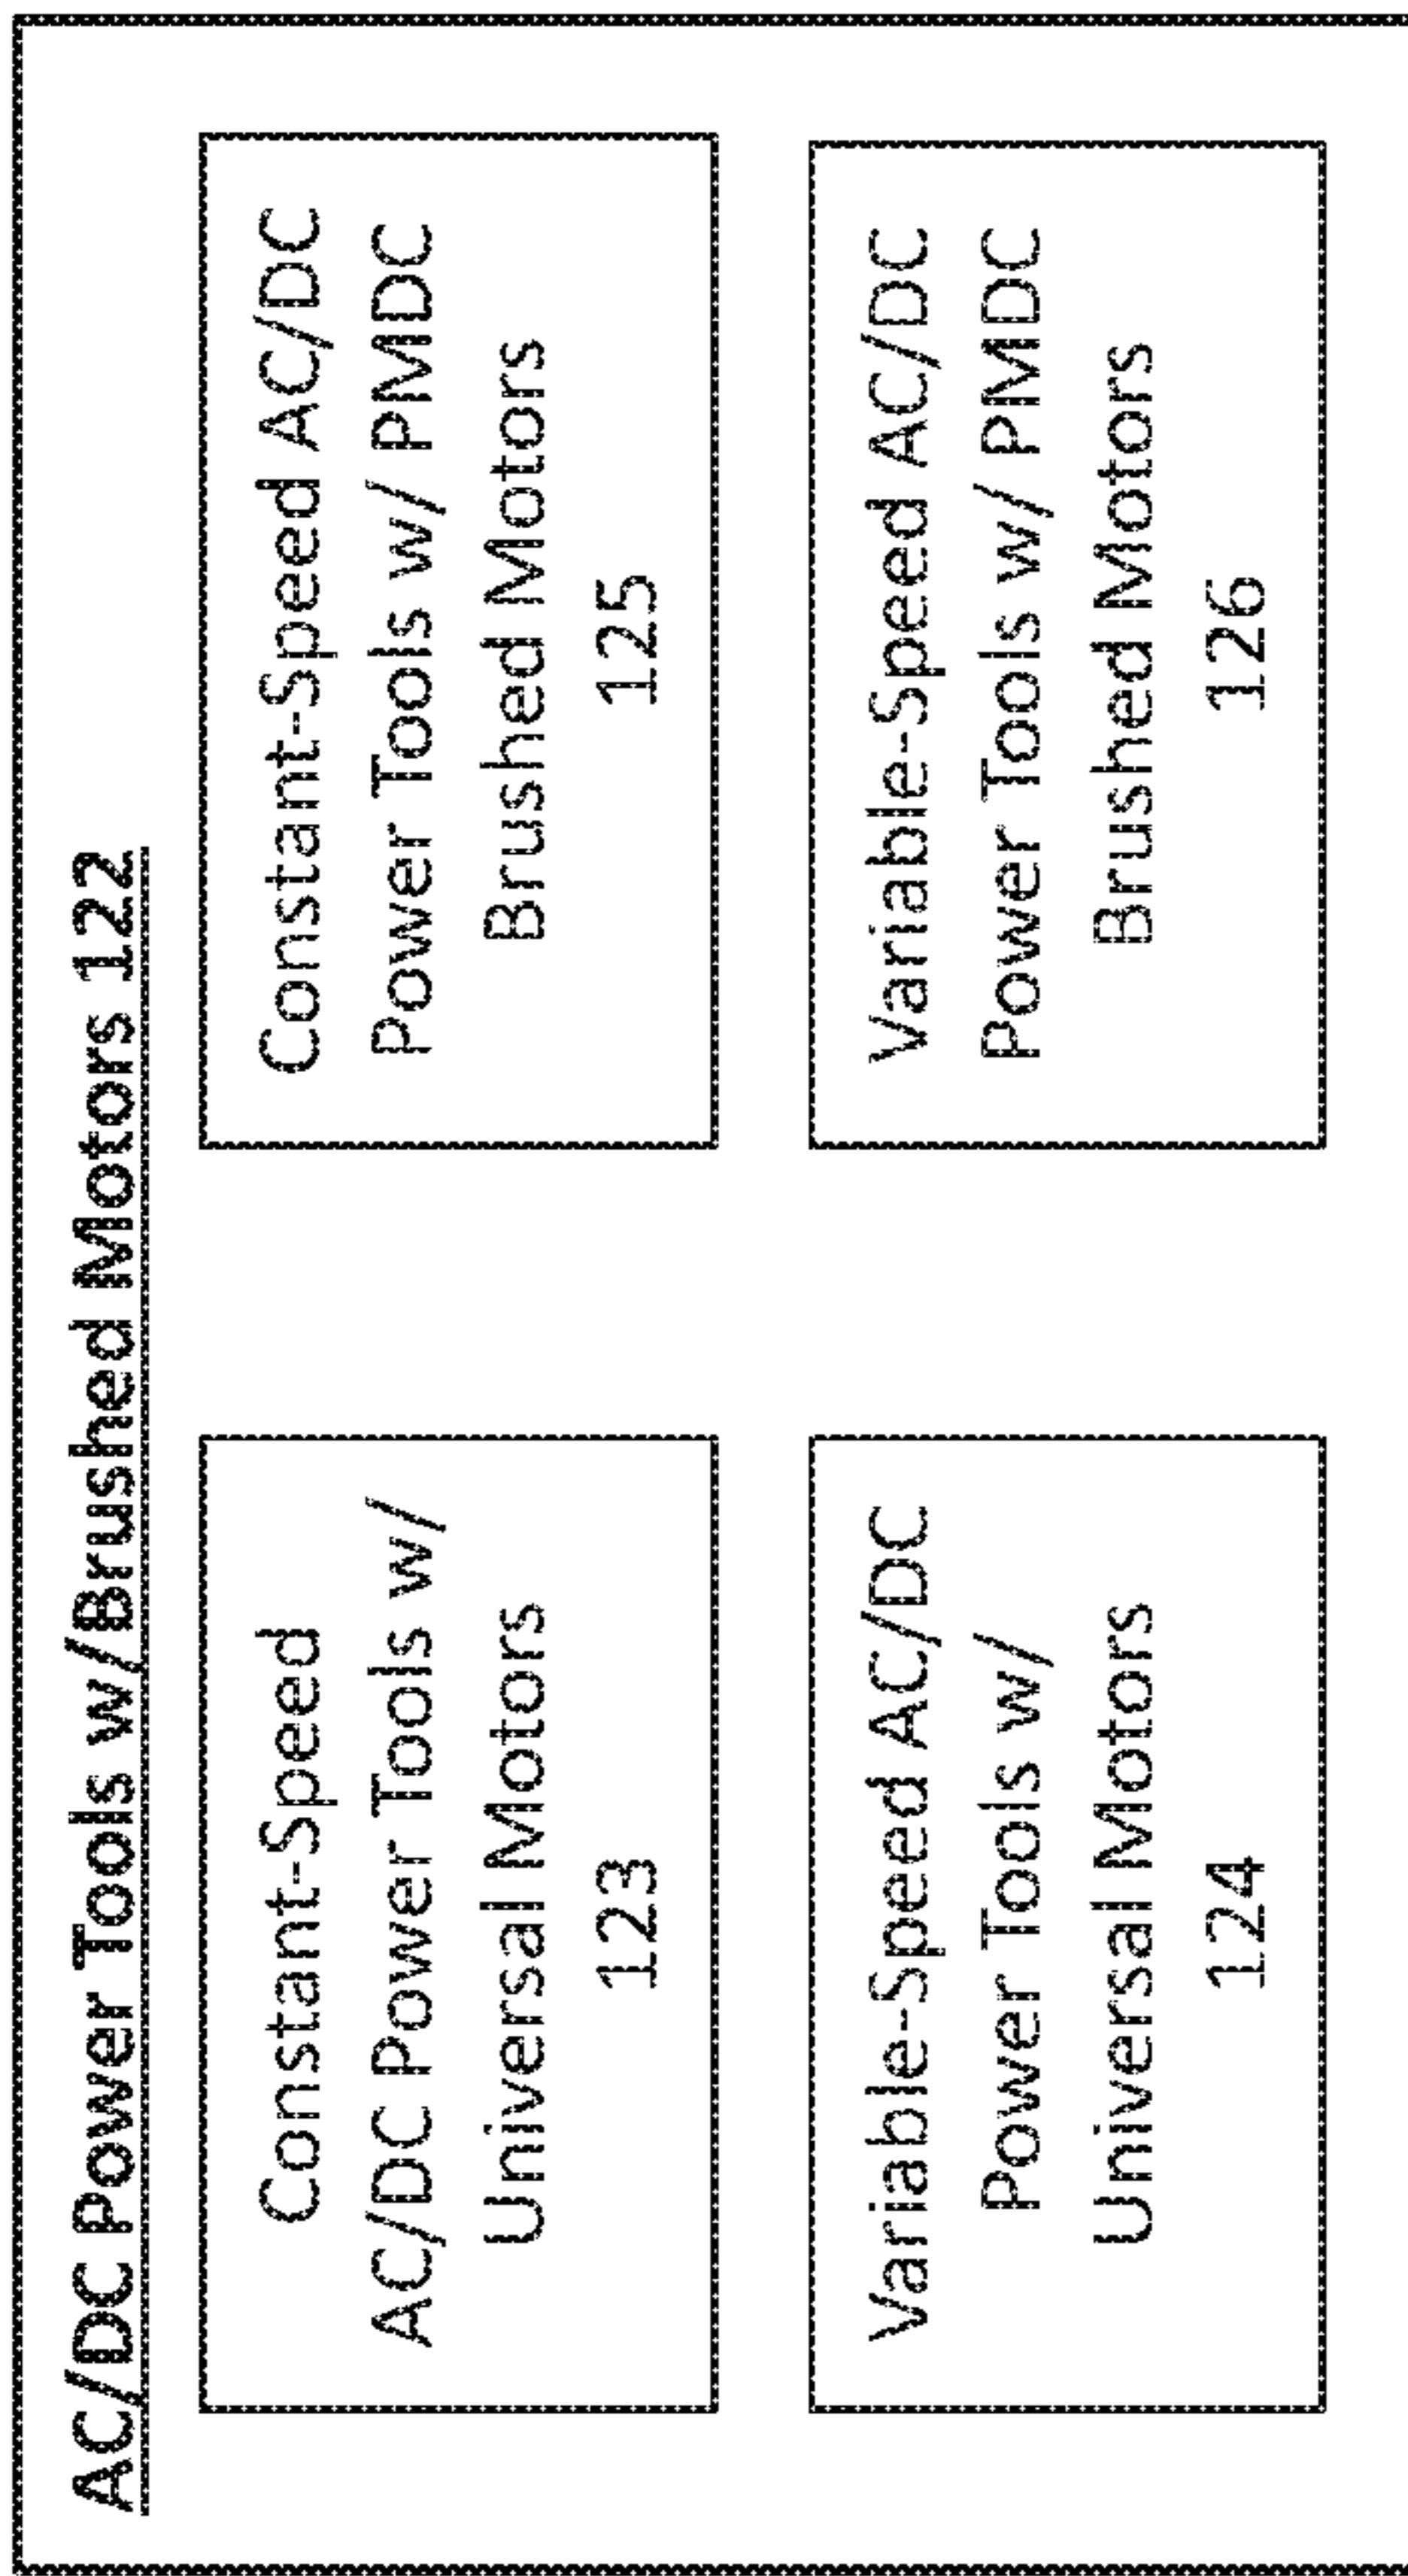 AC/DC Power Tools w/Brushed Motors 122
Constant-Speed
AC/DC Power Tools w/
Universal Motors
123
Constant-Speed AC/DC
Power Tools w/ PMDC
Brushed Motors
125
Variable-Speed AC/DC
Power Tools w/
Universal Motors
124
Variable-Speed AC/DC
Power Tools w/ PMDC
Brushed Motors
126